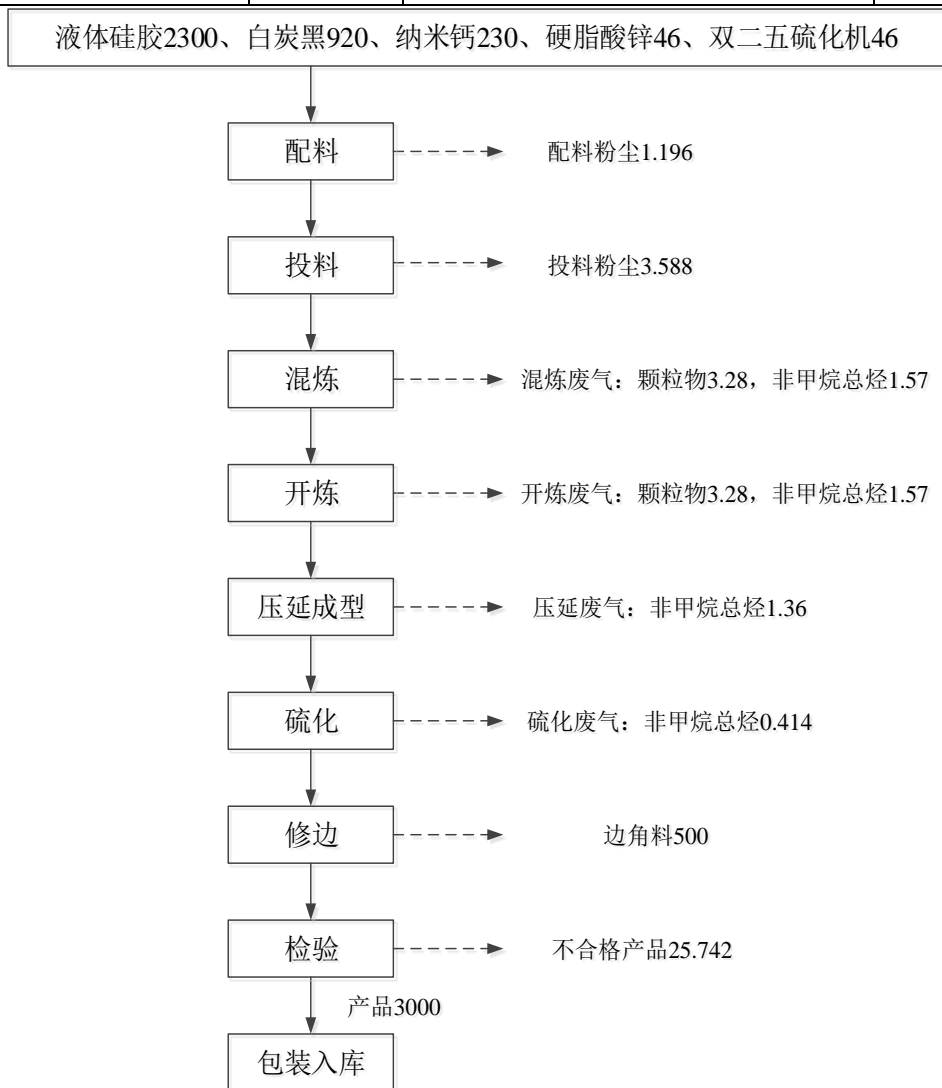 液体硅胶2300、白炭黑920、纳米钙230、硬脂酸锌46、双二五硫化机46
配料
配料粉尘1.196
投料
投料粉尘3.588
混炼
混炼废气：颗粒物3.28，非甲烷总烃1.57
开炼
开炼废气：颗粒物3.28，非甲烷总烃1.57
压延成型
压延废气：非甲烷总烃1.36
硫化
硫化废气：非甲烷总烃0.414
修边
边角料500
检验
不合格产品25.742
产品3000
包装入库